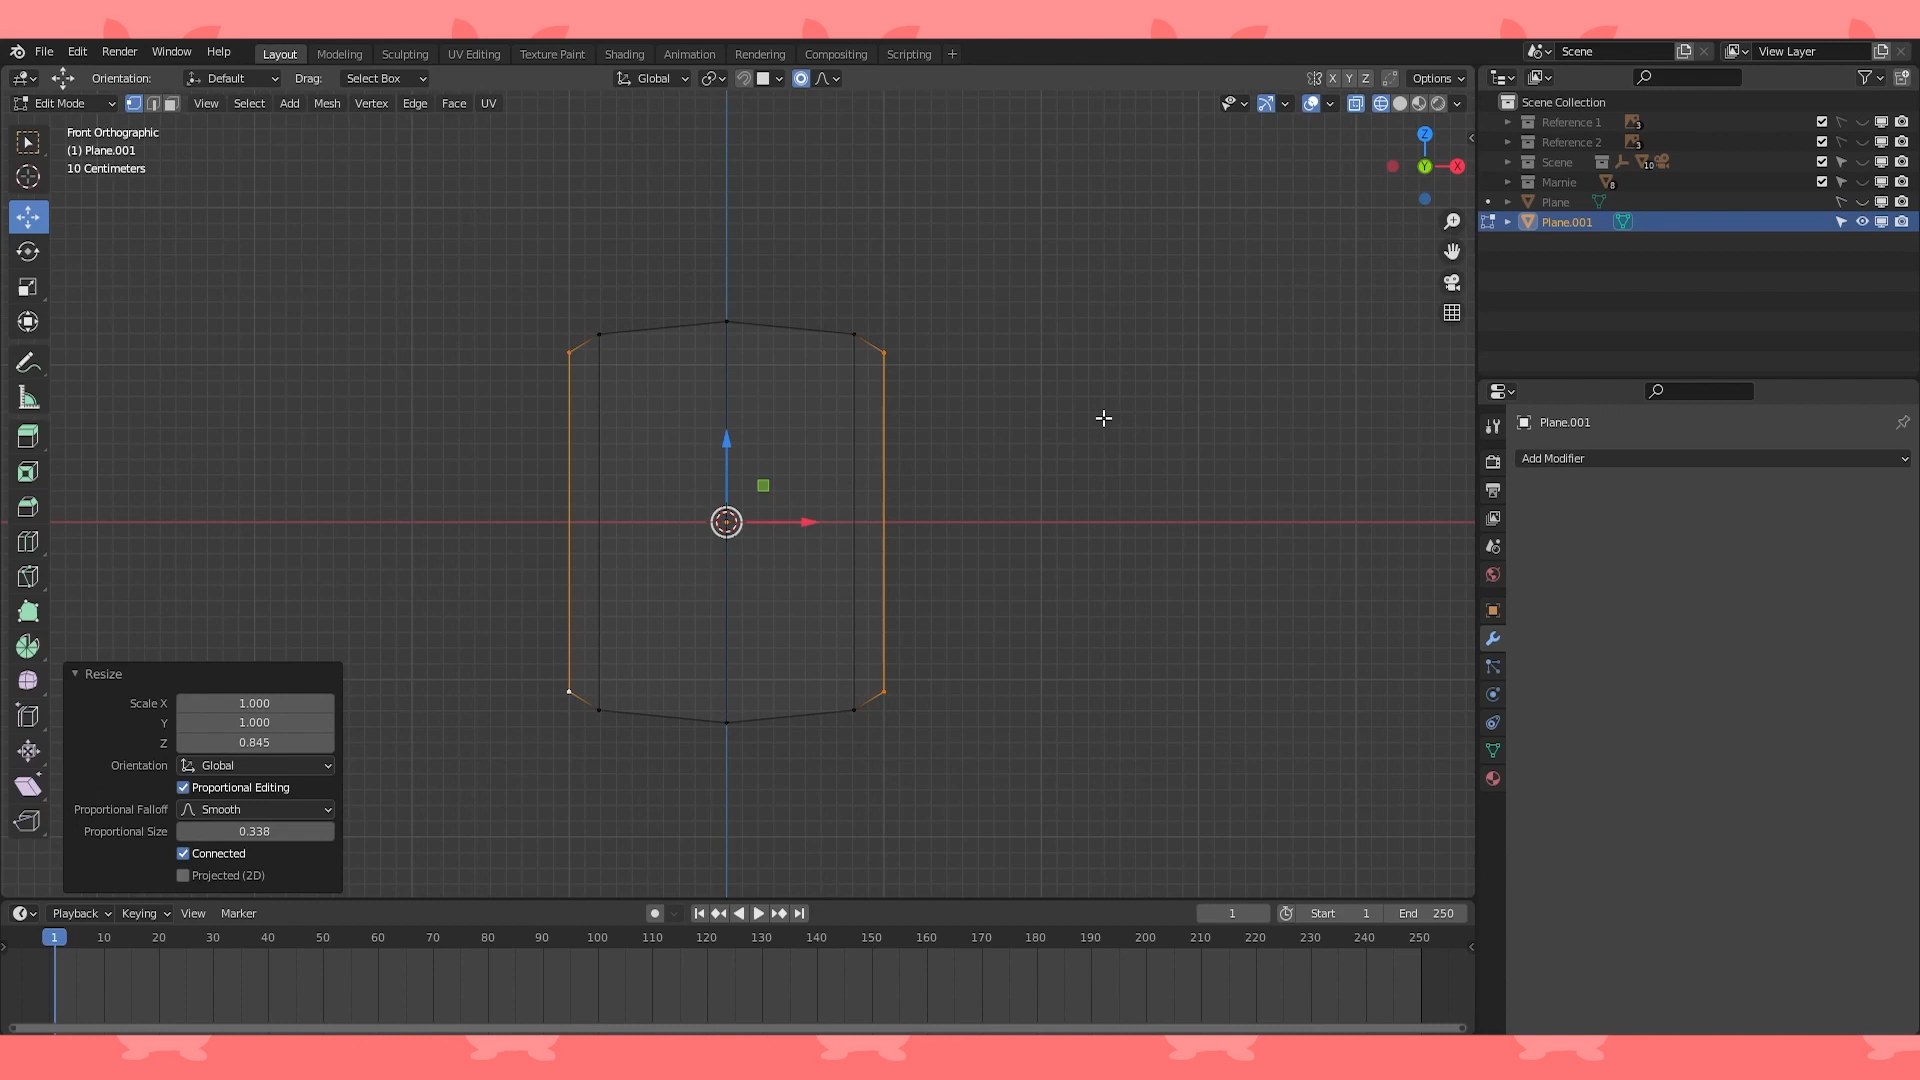 File Edit Render Window Help Layout Modeling Sculpting UV Editing Texture Paint Shading Animation Rendering Compositing Scripting + Scene View Layer
Orientation: Default Drag: Select Box Global X Y Z Options
Edit Mode View Select Add Mesh Vertex Edge Face UV
Front Orthographic
(1) Plane.001
10 Centimeters
Z
Y
X
Scene Collection
Reference 1 3
Reference 2 3
Scene 10
Marnie 8
Plane
Plane.001
Plane.001
Add Modifier
Resize
Scale X 1.000
Y 1.000
Z 0.845
Orientation Global
Proportional Editing
Proportional Falloff Smooth
Proportional Size 0.338
Connected
Projected (2D)
Playback Keying View Marker 1 Start 1 End 250
1 10 20 30 40 50 60 70 80 90 100 110 120 130 140 150 160 170 180 190 200 210 220 230 240 250